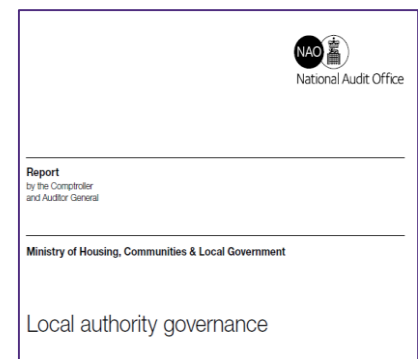 NAO
National Audit Office
Report
by the Comptroller
and Auditor General
Ministry of Housing, Communities & Local Government
Local authority governance